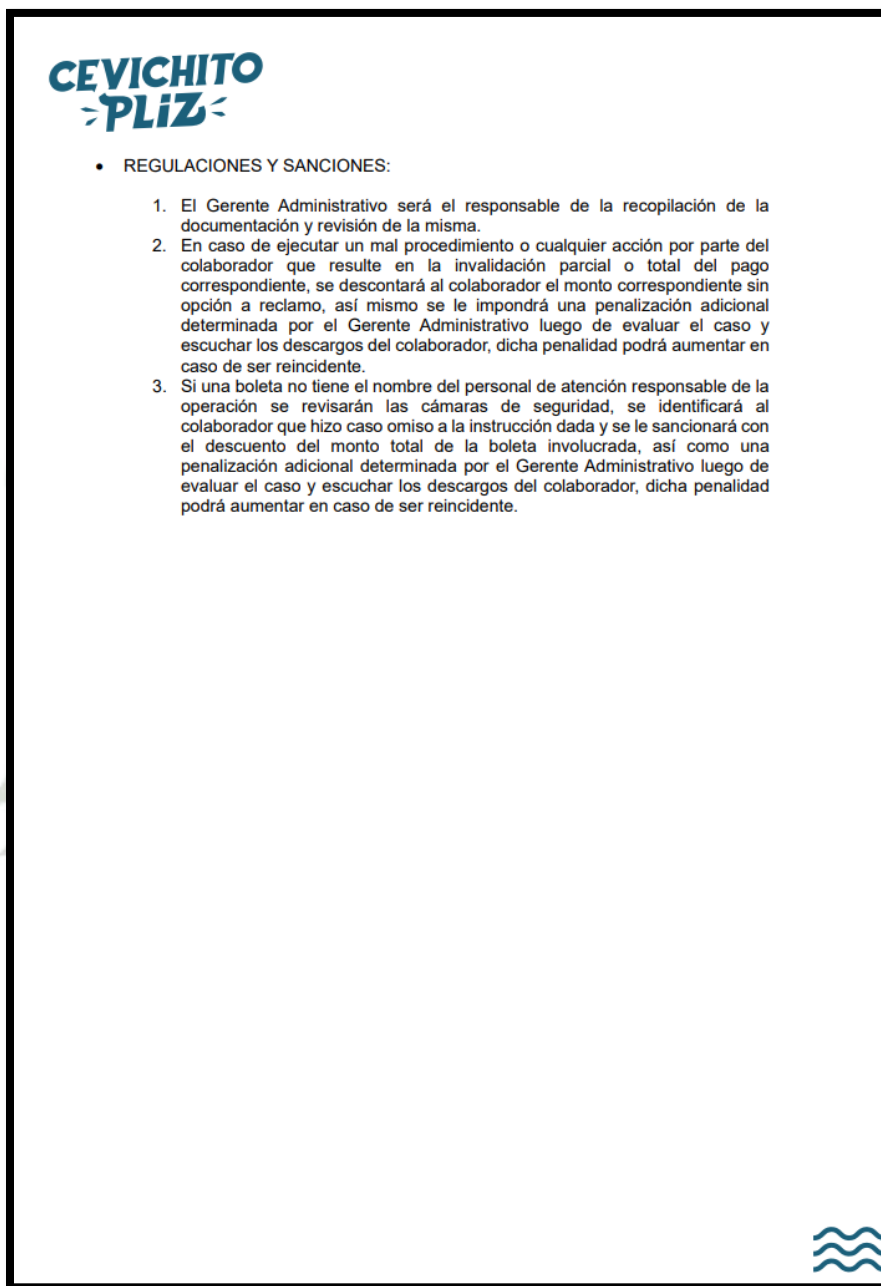 CEVICHITO
PLiZ
• REGULACIONES Y SANCIONES:
1. El Gerente Administrativo será el responsable de la recopilación de la
documentación y revisión de la misma.
2. En caso de ejecutar un mal procedimiento o cualquier acción por parte del
colaborador que resulte en la invalidación parcial o total del pago
correspondiente, se descontará al colaborador el monto correspondiente sin
opción a reclamo, así mismo se le impondrá una penalización adicional
determinada por el Gerente Administrativo luego de evaluar el caso y
escuchar los descargos del colaborador, dicha penalidad podrá aumentar en
caso de ser reincidente.
3. Si una boleta no tiene el nombre del personal de atención responsable de la
operación se revisarán las cámaras de seguridad, se identificará al
colaborador que hizo caso omiso a la instrucción dada y se le sancionará con
el descuento del monto total de la boleta involucrada, así como una
penalización adicional determinada por el Gerente Administrativo luego de
evaluar el caso y escuchar los descargos del colaborador, dicha penalidad
podrá aumentar en caso de ser reincidente.